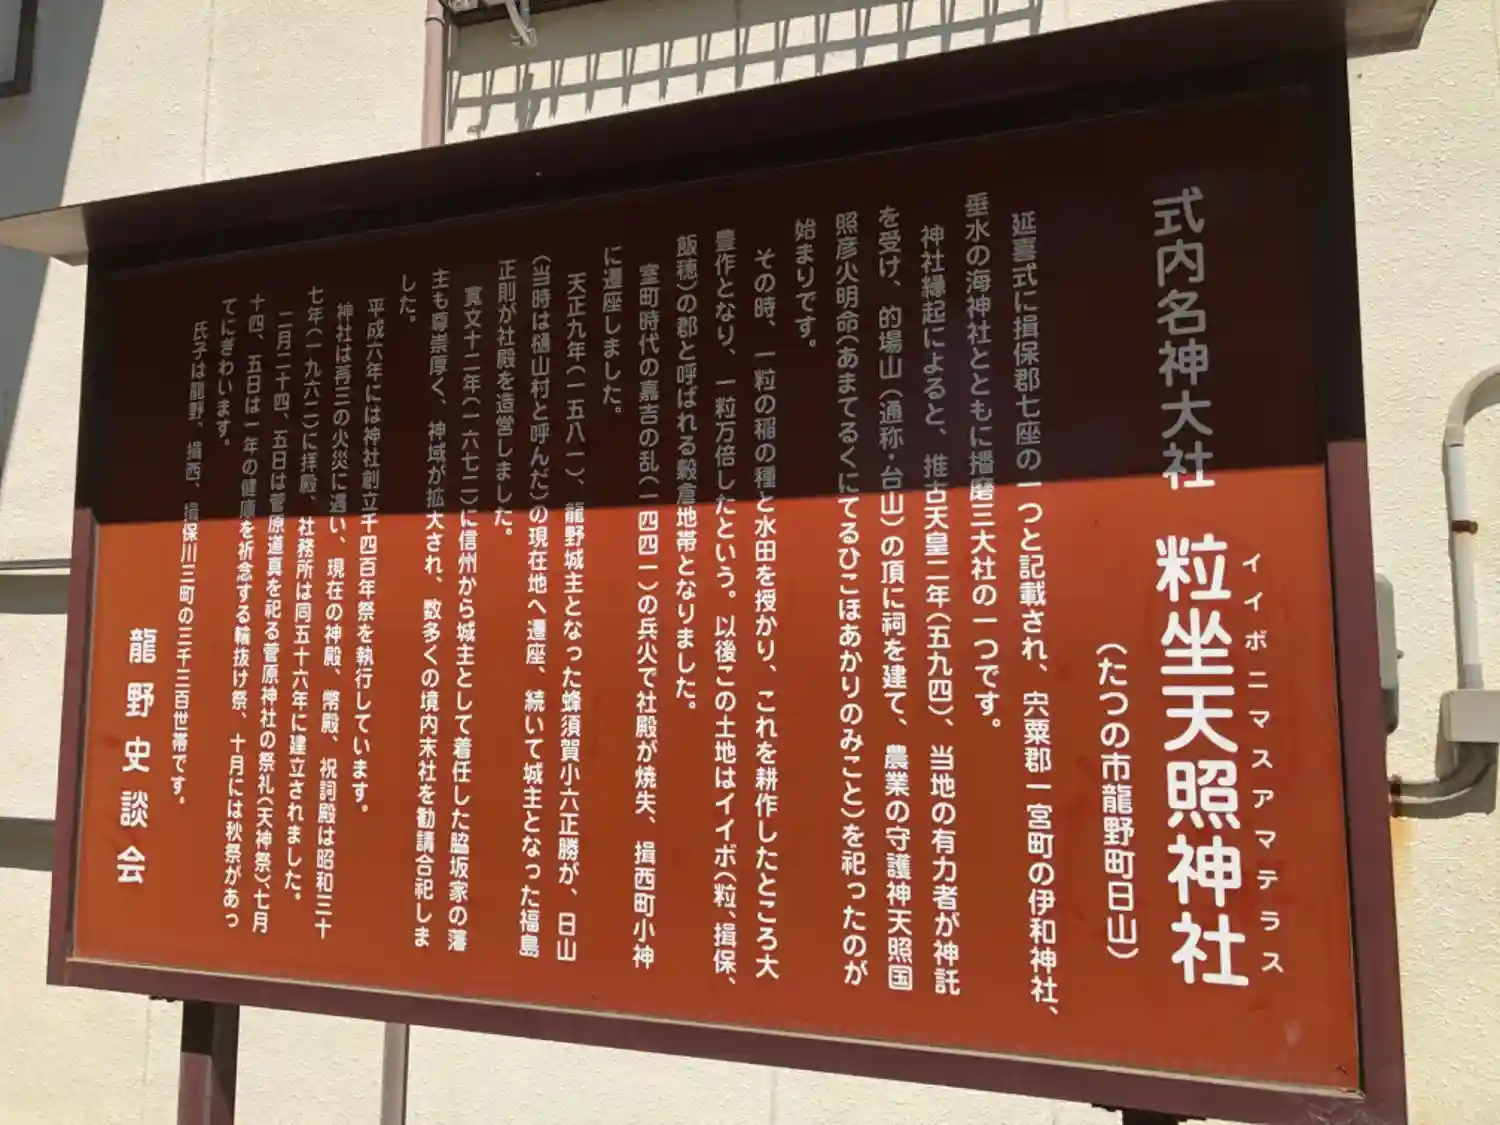 式内名神大社 粒坐天照神社
イイボニマスアマテラス
(たつの市龍野町日山)
延喜式に揖保郡七座の一つと記載され、宍粟郡一宮町の伊和神社、
垂水の海神社とともに播磨三大社の一つです。
神社縁起によると、推古天皇二年(五九四)、当地の有力者が神託
を受け、的場山(通称・台山)の頂に祠を建て、農業の守護神天照国
照彦火明命(あまてるくにてるひこほあかりのみこと)を祀ったのが
始まりです。
その時、一粒の稲の種と水田を授かり、これを耕作したところ大
豊作となり、一粒万倍したという。以後この土地はイイボ(粒、揖保、
飯穂)の郡と呼ばれる穀倉地帯となりました。
室町時代の嘉吉の乱(一四四一)の兵火で社殿が焼失、揖西町小神
に遷座しました。
天正九年(一五八一)、龍野城主となった蜂須賀小六正勝が、日山
(当時は樋山村と呼んだ)の現在地へ遷座、続いて城主となった福島
正則が社殿を造営しました。
寛文十二年(一六七二)に信州から城主として着任した脇坂家の藩
主も尊崇厚く、神域が拡大され、数多くの境内末社を勧請合祀しま
した。
平成六年には神社創立千四百年祭を執行しています。
神社は再三の火災に遇い、現在の神殿、幣殿、祝詞殿は昭和三十
七年(一九六二)に拝殿、社務所は同五十六年に建立されました。
二月二十四、五日は菅原道真を祀る菅原神社の祭礼(天神祭)、七月
十四、五日は一年の健康を祈念する輪抜け祭、十月には秋祭があっ
てにぎわいます。
氏子は龍野、揖西、揖保川三町の三千三百世帯です。
龍野史談会